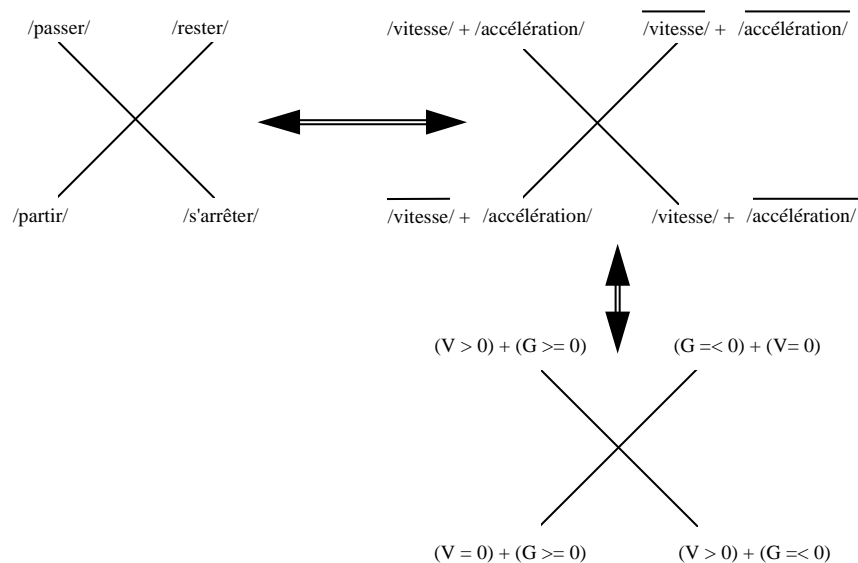 /passer/ /rester/ /vitesse/ + /accélération/ /vitesse/ + /accélération/
/partir/ /s'arrêter/ /vitesse/ + /accélération/ /vitesse/ + /accélération/
(V > 0) + (G >= 0) (G =< 0) + (V= 0)
(V = 0) + (G >= 0) (V > 0) + (G =< 0)